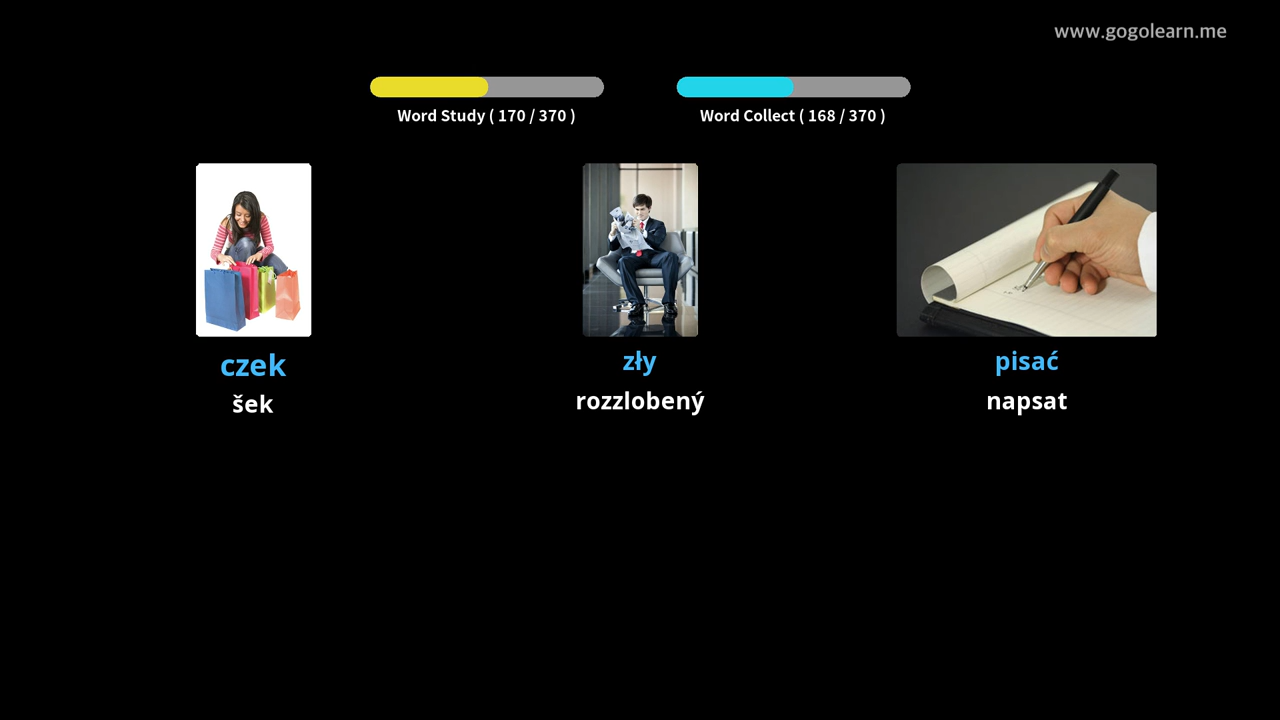 www.gogolearn.me
Word Study ( 170 / 370 )
Word Collect ( 168 / 370 )
czek
šek
zły
rozzlobený
pisać
napsat